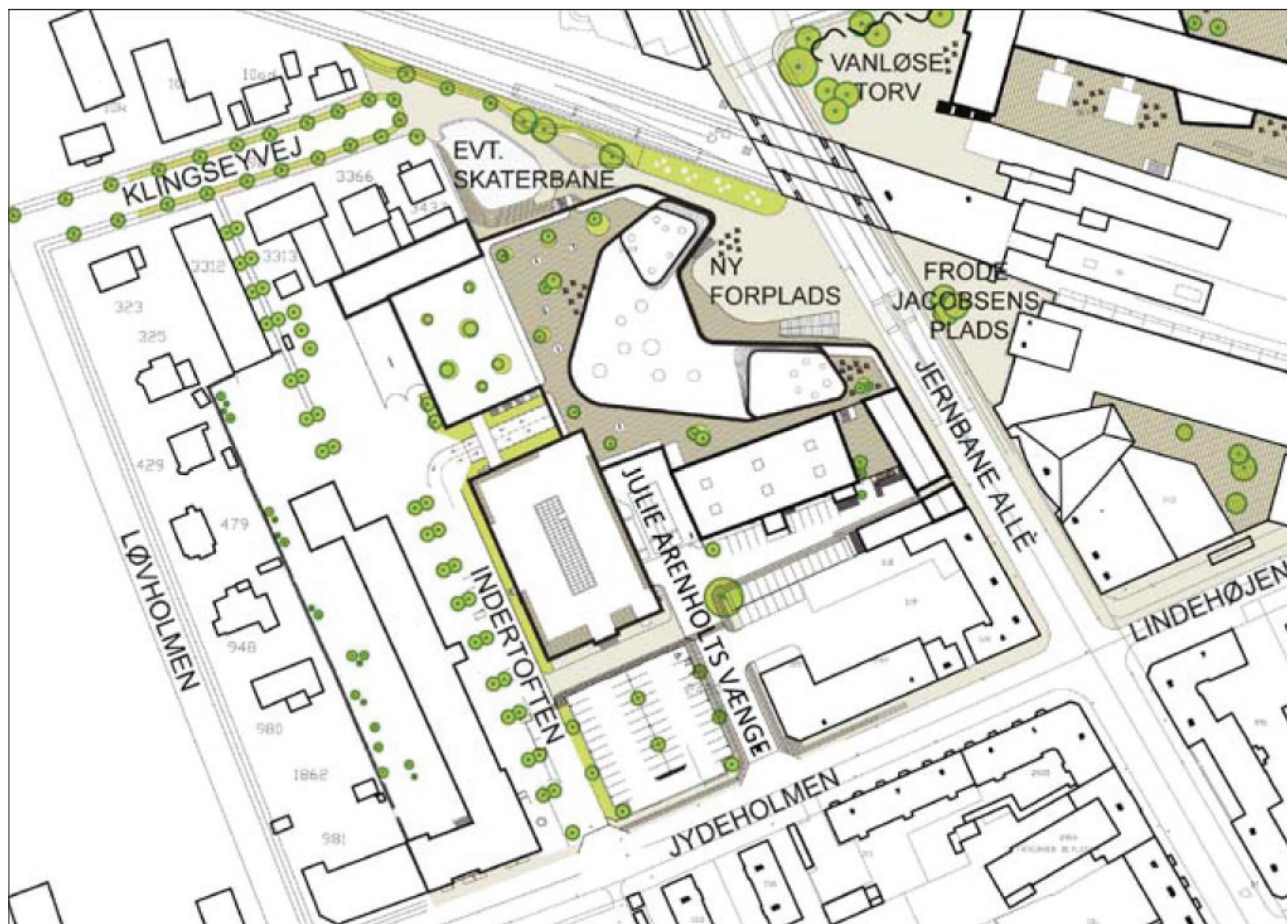 VANLØSE
TORV
KLINGSEYVEJ
EVT.
SKATERBANE
3366
3312
3313
323
325
NY
FORPLADS
FRODE
JACOBSENS
PLADS
JERNBANE ALLÉ
429
479
JULIE ARENHOLTS VÆNGE
LØVHOLMEN
INDERTOFTEN
LINDEHØJEN
948
980
1862
981
JYDEHOLMEN